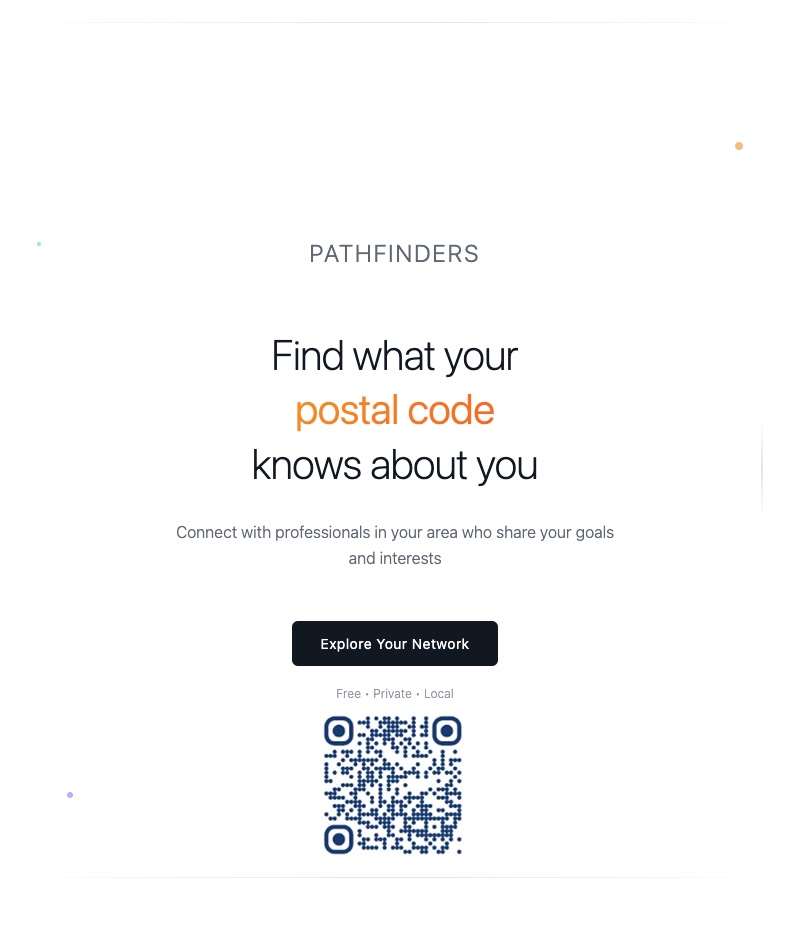 PATHFINDERS
Find what your
postal code
knows about you
Connect with professionals in your area who share your goals
and interests
Explore Your Network
Free • Private • Local